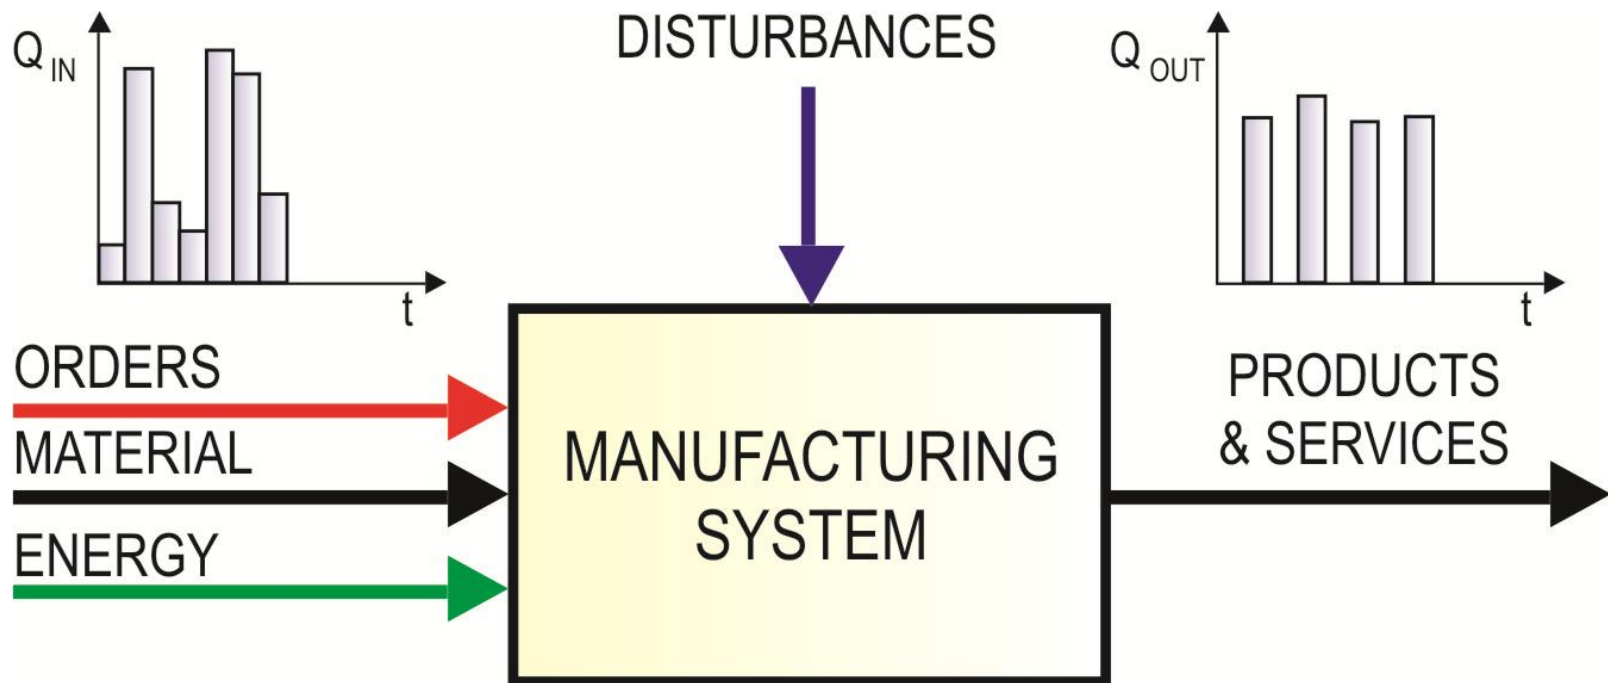 Q IN
t
DISTURBANCES
Q OUT
t
ORDERS
MATERIAL
ENERGY
MANUFACTURING
SYSTEM
PRODUCTS
& SERVICES